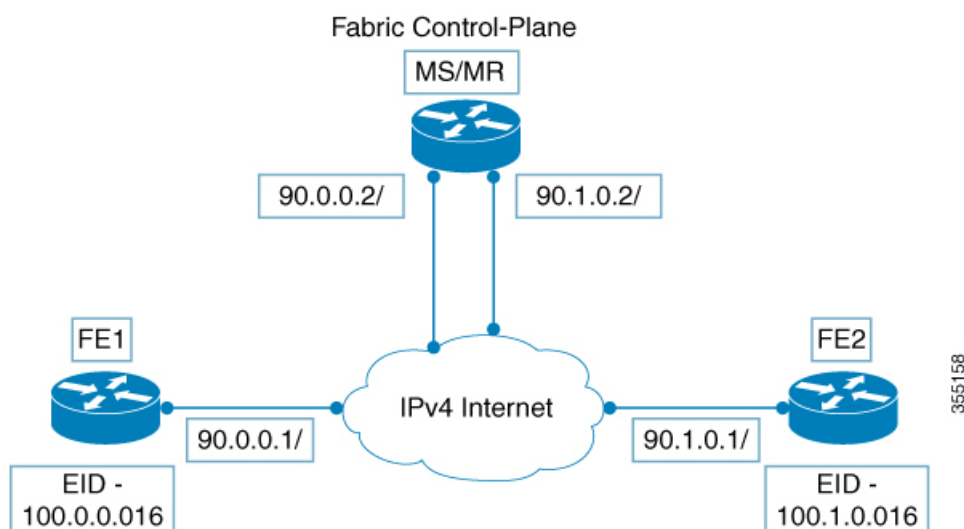 Fabric Control-Plane
MS/MR
90.0.0.2/
90.1.0.2/
FE1
FE2
IPv4 Internet
90.0.0.1/
90.1.0.1/
EID -
100.0.0.016
EID -
100.1.0.016
355158